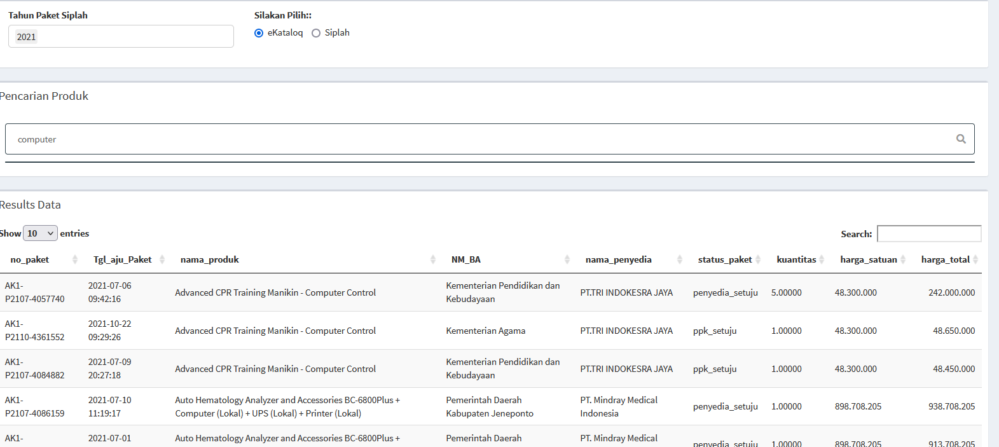 Tahun Paket Siplah
Silakan Pilih::
2021
eKataloq
Siplah
Pencarian Produk
computer
Results Data
Show 10 entries
Search:
no_paket Tgl_aju_Paket nama_produk NM_BA nama_penyedia status_paket kuantitas harga_satuan harga_total
AK1-
P2107-4057740
2021-07-06
09:42:16
Advanced CPR Training Manikin - Computer Control
Kementerian Pendidikan dan
Kebudayaan
PT.TRI INDOKESRA JAYA
penyedia_setuju
5.00000
48.300.000
242.000.000
AK1-
P2110-4361552
2021-10-22
09:29:26
Advanced CPR Training Manikin - Computer Control
Kementerian Agama
PT.TRI INDOKESRA JAYA
ppk_setuju
1.00000
48.300.000
48.650.000
AK1-
P2107-4084882
2021-07-09
20:27:18
Advanced CPR Training Manikin - Computer Control
Kementerian Pendidikan dan
Kebudayaan
PT.TRI INDOKESRA JAYA
ppk_setuju
1.00000
48.300.000
48.450.000
AK1-
P2107-4086159
2021-07-10
11:19:17
Auto Hematology Analyzer and Accessories BC-6800Plus +
Computer (Lokal) + UPS (Lokal) + Printer (Lokal)
Pemerintah Daerah
Kabupaten Jeneponto
PT. Mindray Medical
Indonesia
penyedia_setuju
1.00000
898.708.205
938.708.205
AK1-
2021-07-01
Auto Hematology Analyzer and Accessories BC-6800Plus +
Pemerintah Daerah
PT. Mindray Medical
penyedia_setuju
1.00000
898.708.205
913.708.205